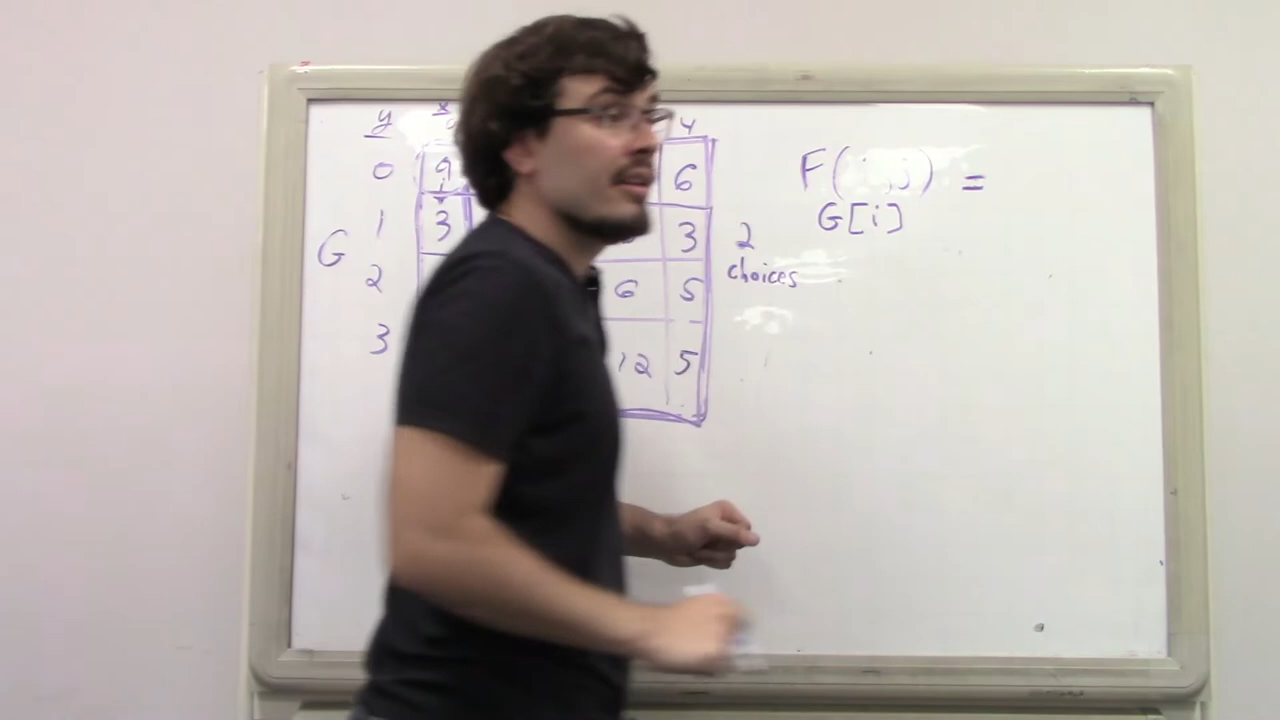 y x 4
0 9 6
1 3 3
G
2 6 5
3 12 5
2
choices
F(i,j) =
G[i]